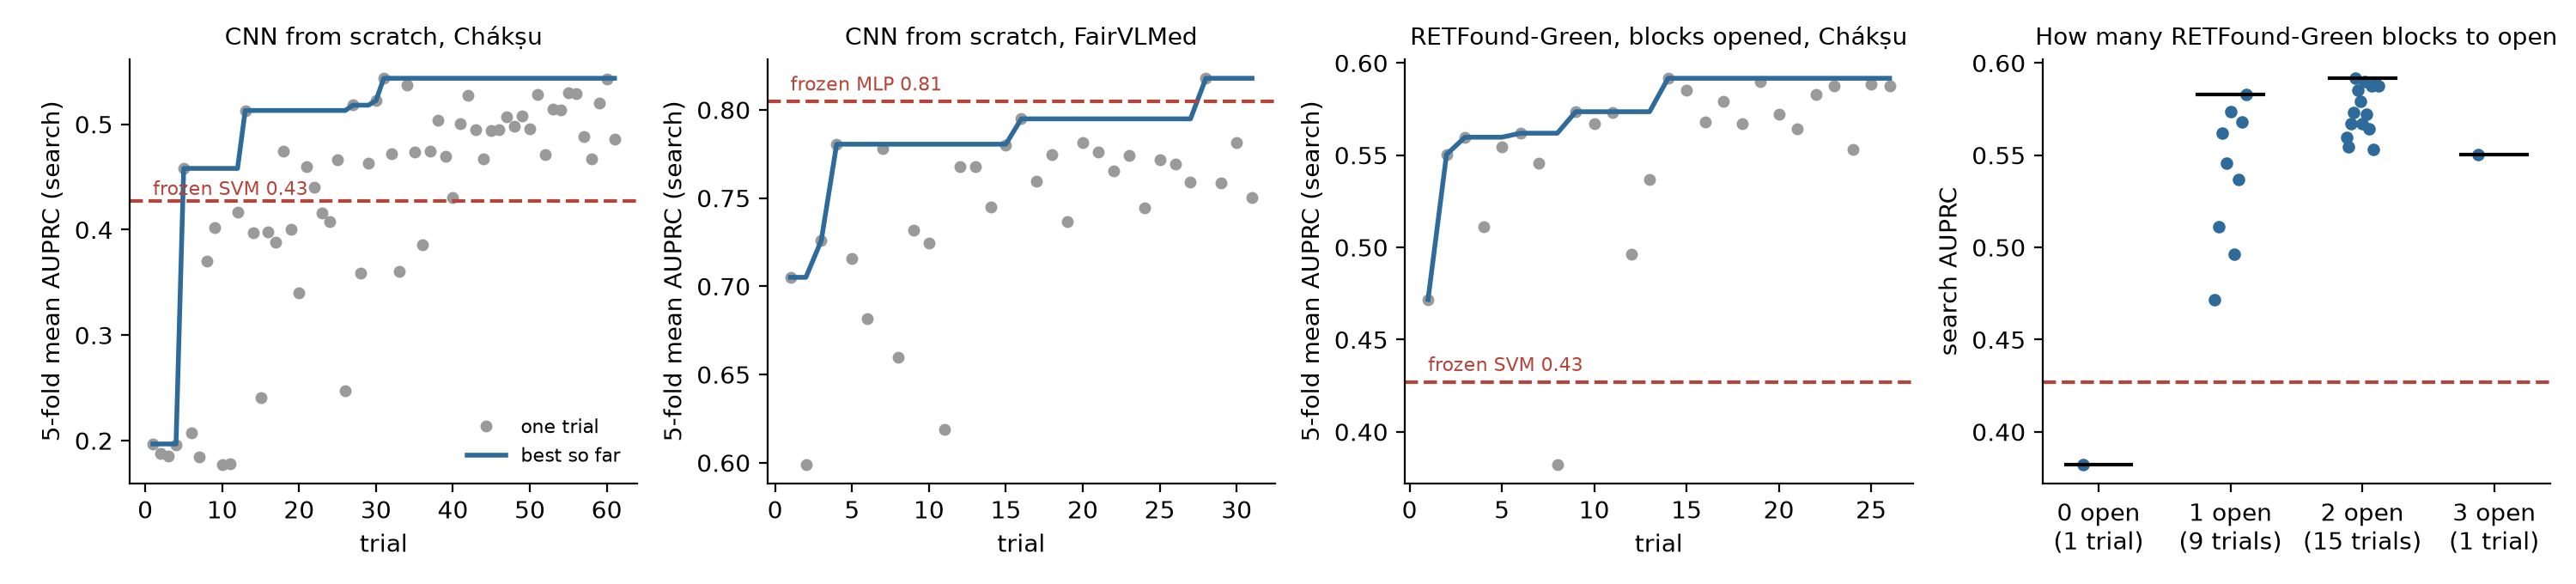 CNN from scratch, Chákṣu
5-fold mean AUPRC (search)
0.5
0.4
0.3
0.2
frozen SVM 0.43
one trial
best so far
0 10 20 30 40 50 60
trial
CNN from scratch, FairVLMed
5-fold mean AUPRC (search)
0.80
0.75
0.70
0.65
0.60
frozen MLP 0.81
0 5 10 15 20 25 30
trial
RETFound-Green, blocks opened, Chákṣu
5-fold mean AUPRC (search)
0.60
0.55
0.50
0.45
0.40
frozen SVM 0.43
0 5 10 15 20 25
trial
How many RETFound-Green blocks to open
search AUPRC
0.60
0.55
0.50
0.45
0.40
0 open 1 open 2 open 3 open
(1 trial) (9 trials) (15 trials) (1 trial)